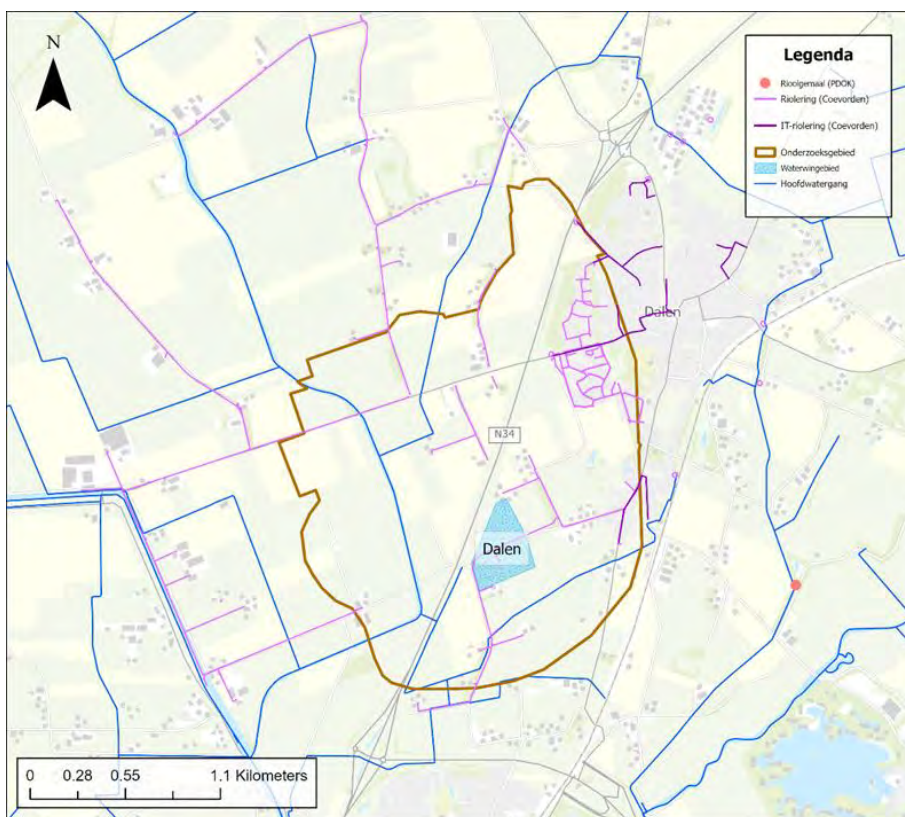 N
Legenda
Rioolgemaal (PDOK)
Riolering (Coevorden)
IT-riolering (Coevorden)
Onderzoeksgebied
Waterwingebied
Hoofdwatergang
Dalen
N34
Dalen
0 0.28 0.55 1.1 Kilometers